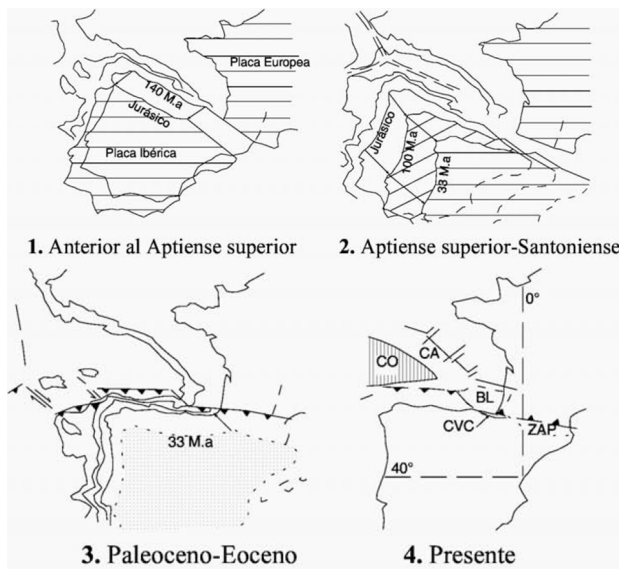 Placa Europea
140 M.a
Jurásico
Placa Ibérica
1. Anterior al Aptiense superior
Jurásico
100 M.a
33 M.a
2. Aptiense superior-Santoniense
33 M.a
3. Paleoceno-Eoceno
0°
CO
CA
BL
CVC
ZAP
40°
4. Presente